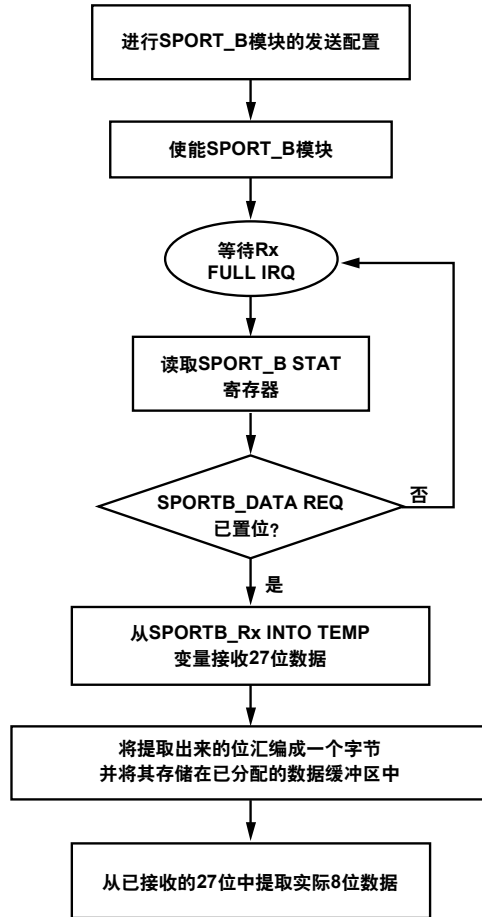 进行SPORT_B模块的发送配置
使能SPORT_B模块
等待Rx
FULL IRQ
读取SPORT_B STAT
寄存器
SPORTB_DATA REQ
已置位?
否
是
从SPORTB_Rx INTO TEMP
变量接收27位数据
将提取出来的位汇编成一个字节
并将其存储在已分配的数据缓冲区中
从已接收的27位中提取实际8位数据